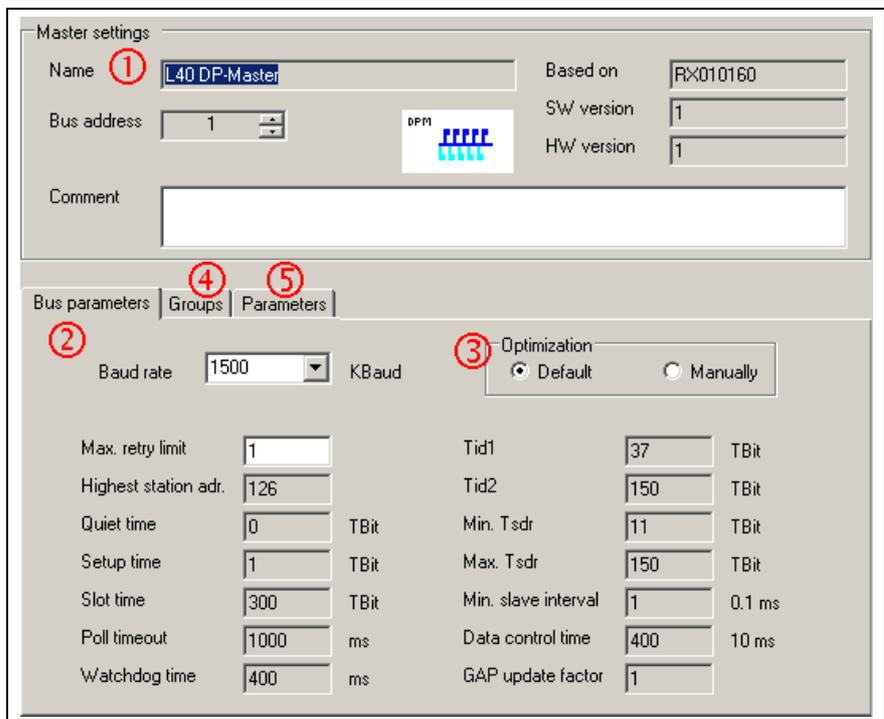 Master settings
① Name L40 DP-Master Based on RX010160
Bus address 1 DPM SW version 1
HW version 1
Comment
④ ⑤
Bus parameters Groups Parameters
② ③ Optimization
Baud rate 1500 KBaud Default Manually
Max. retry limit 1 Tid1 37 TBit
Higheststation adr. 126 Tid2 150 TBit
Quiet time 0 TBit Min. Tsdr 11 TBit
Setup time 1 TBit Max. Tsdr 150 TBit
Slot time 300 TBit Min. slave interval 1 0.1 ms
Poll timeout 1000 ms Data control time 400 10 ms
Watchdog time 400 ms GAP update factor 1